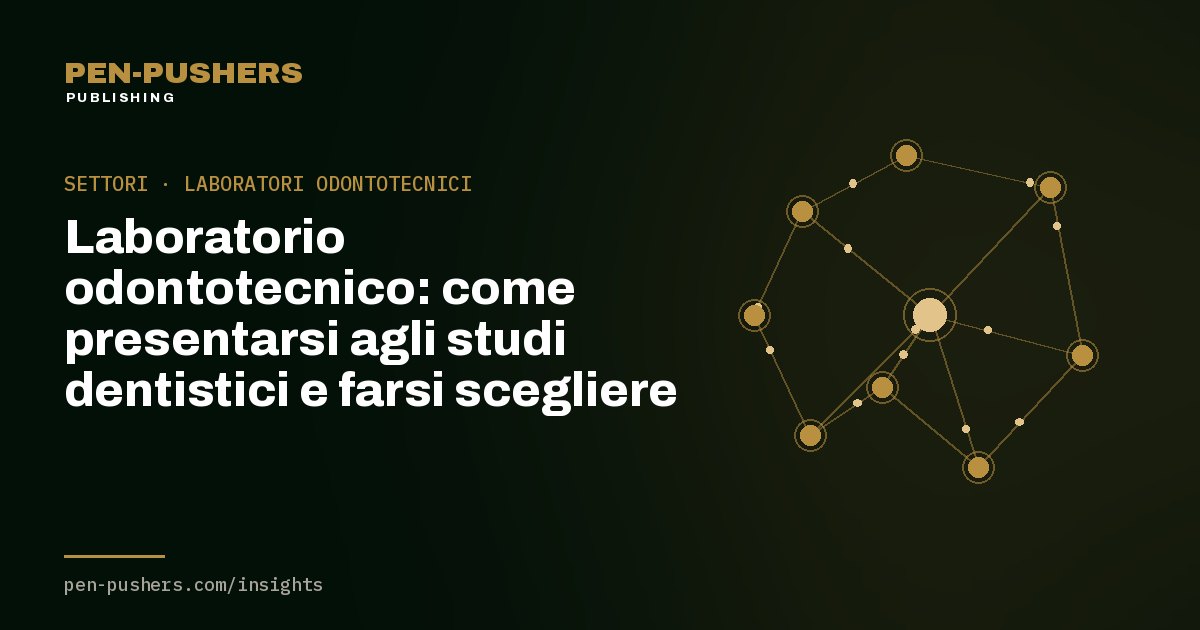 PEN-PUSHERS
PUBLISHING
SETTORI · LABORATORI ODONTOTECNICI
Laboratorio
odontotecnico: come
presentarsi agli studi
dentistici e farsi scegliere
pen-pushers.com/insights